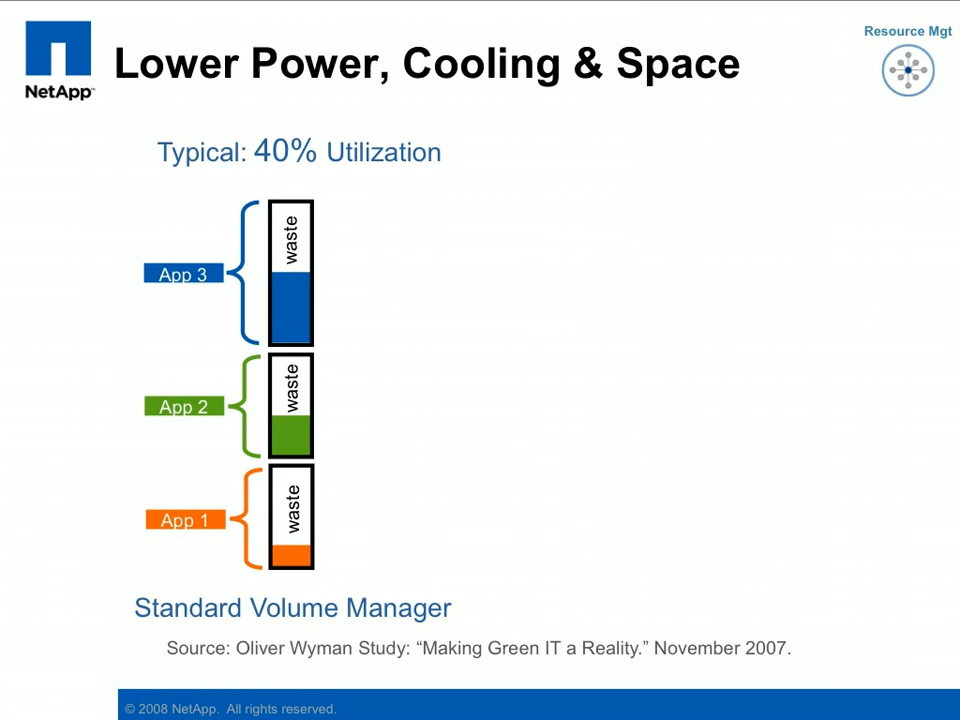 Resource Mgt
NetApp™
Lower Power, Cooling & Space
Typical: 40% Utilization
waste
App 3
waste
App 2
waste
App 1
Standard Volume Manager
Source: Oliver Wyman Study: “Making Green IT a Reality.” November 2007.
© 2008 NetApp. All rights reserved.